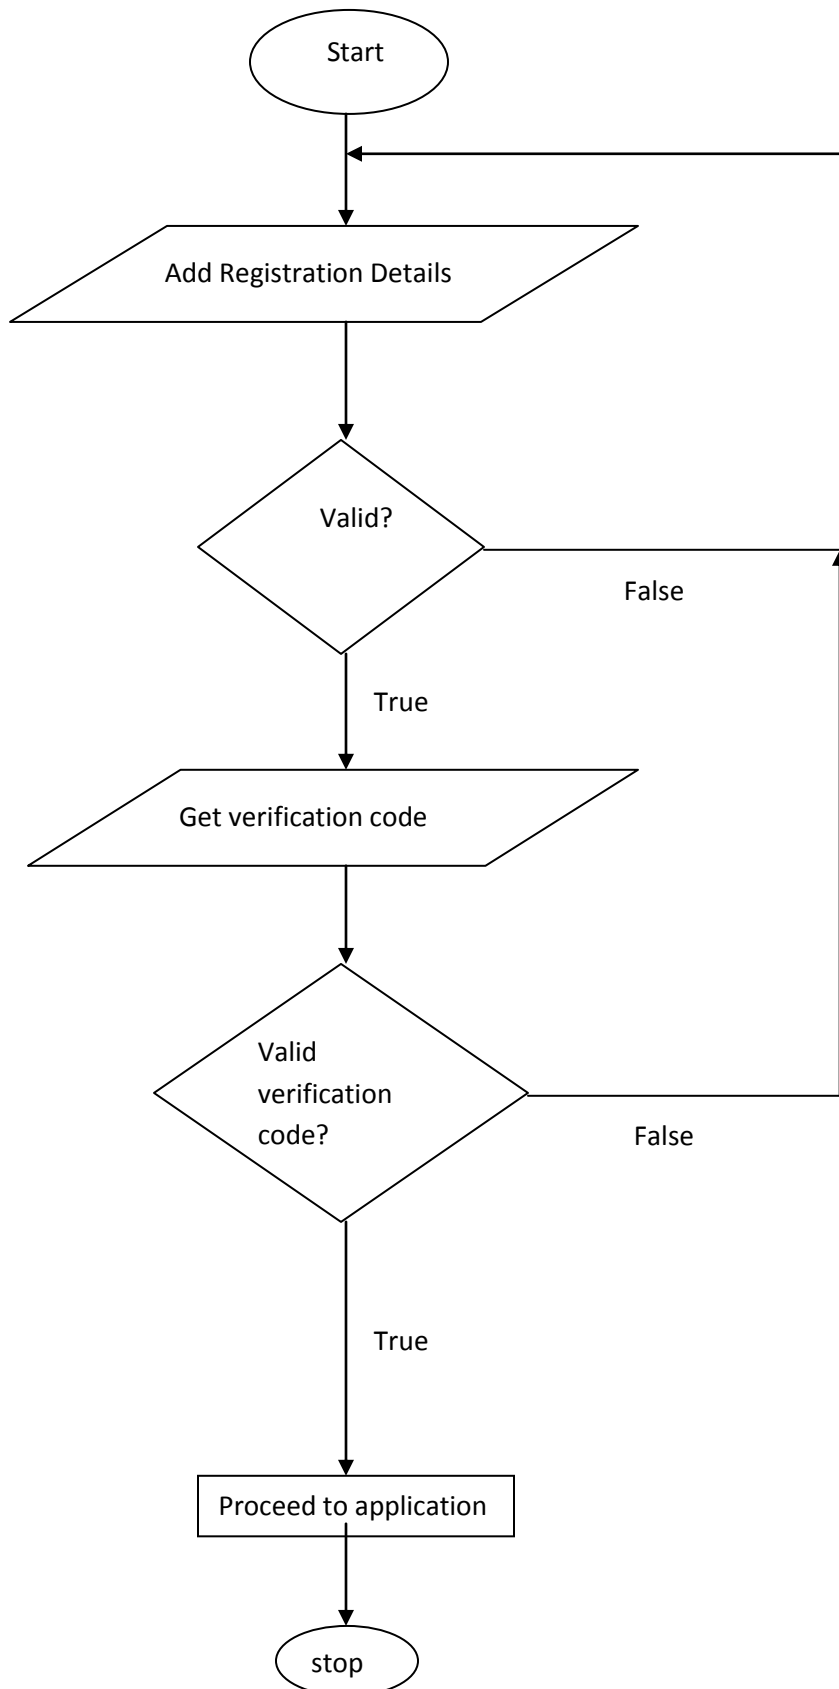 Start
Add Registration Details
Valid?
False
True
Get verification code
Valid
verification
code?
False
True
Proceed to application
stop